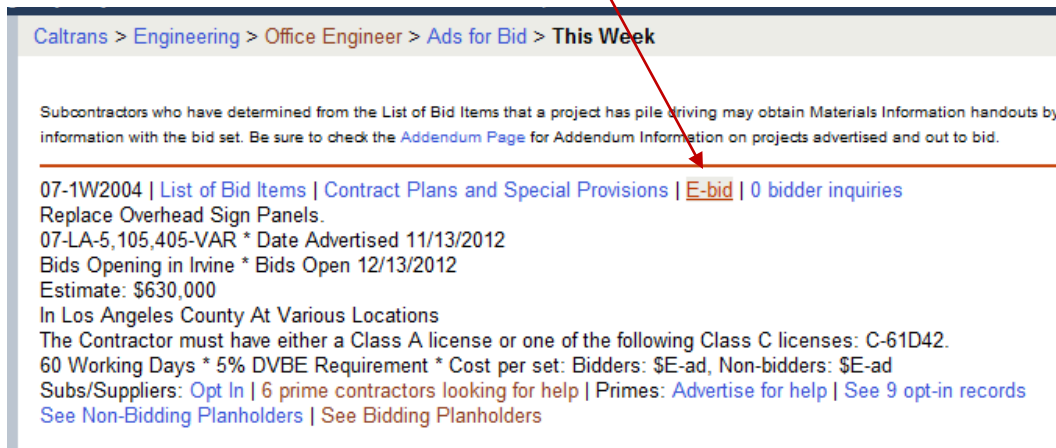 Caltrans > Engineering > Office Engineer > Ads for Bid > This Week
Subcontractors who have determined from the List of Bid Items that a project has pile driving may obtain Materials Information handouts by
information with the bid set. Be sure to check the Addendum Page for Addendum Information on projects advertised and out to bid.
07-1W2004 | List of Bid Items | Contract Plans and Special Provisions | E-bid | 0 bidder inquiries
Replace Overhead Sign Panels.
07-LA-5,105,405-VAR * Date Advertised 11/13/2012
Bids Opening in Irvine * Bids Open 12/13/2012
Estimate: $630,000
In Los Angeles County At Various Locations
The Contractor must have either a Class A license or one of the following Class C licenses: C-61D42.
60 Working Days * 5% DVBE Requirement * Cost per set: Bidders: $E-ad, Non-bidders: $E-ad
Subs/Suppliers: Opt In | 6 prime contractors looking for help | Primes: Advertise for help | See 9 opt-in records
See Non-Bidding Planholders | See Bidding Planholders